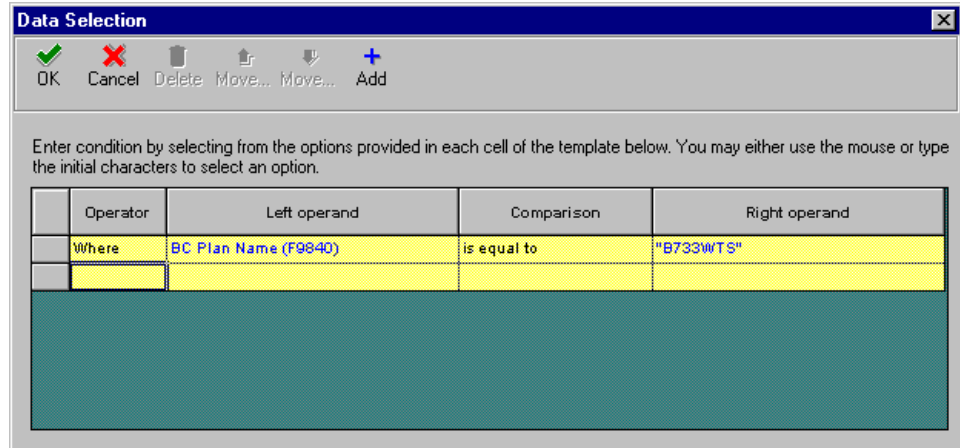 Data Selection
OK Cancel Delete Move... Move... Add
Enter condition by selecting from the options provided in each cell of the template below. You may either use the mouse or type
the initial characters to select an option.
Operator Left operand Comparison Right operand
Where BC Plan Name (F9840) is equal to "B733WTS"